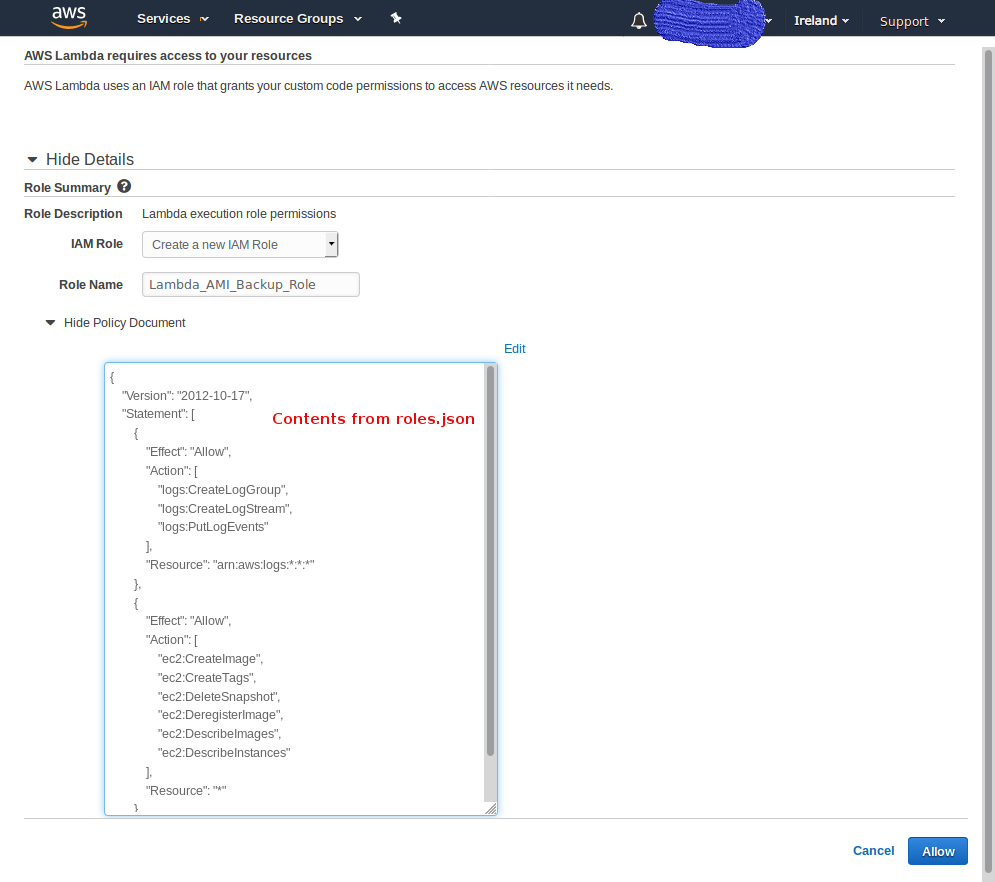 aws Services Resource Groups Ireland Support
AWS Lambda requires access to your resources
AWS Lambda uses an IAM role that grants your custom code permissions to access AWS resources it needs.
Hide Details
Role Summary ?
Role Description Lambda execution role permissions
IAM Role Create a new IAM Role
Role Name Lambda_AMI_Backup_Role
Hide Policy Document
Edit
{
"Version": "2012-10-17",
"Statement": [
Contents from roles.json
{
"Effect": "Allow",
"Action": [
"logs:CreateLogGroup",
"logs:CreateLogStream",
"logs:PutLogEvents"
],
"Resource": "arn:aws:logs:*:*:*"
},
{
"Effect": "Allow",
"Action": [
"ec2:CreateImage",
"ec2:CreateTags",
"ec2:DeleteSnapshot",
"ec2:DeregisterImage",
"ec2:DescribeImages",
"ec2:DescribeInstances"
],
"Resource": "*"
}
Cancel Allow